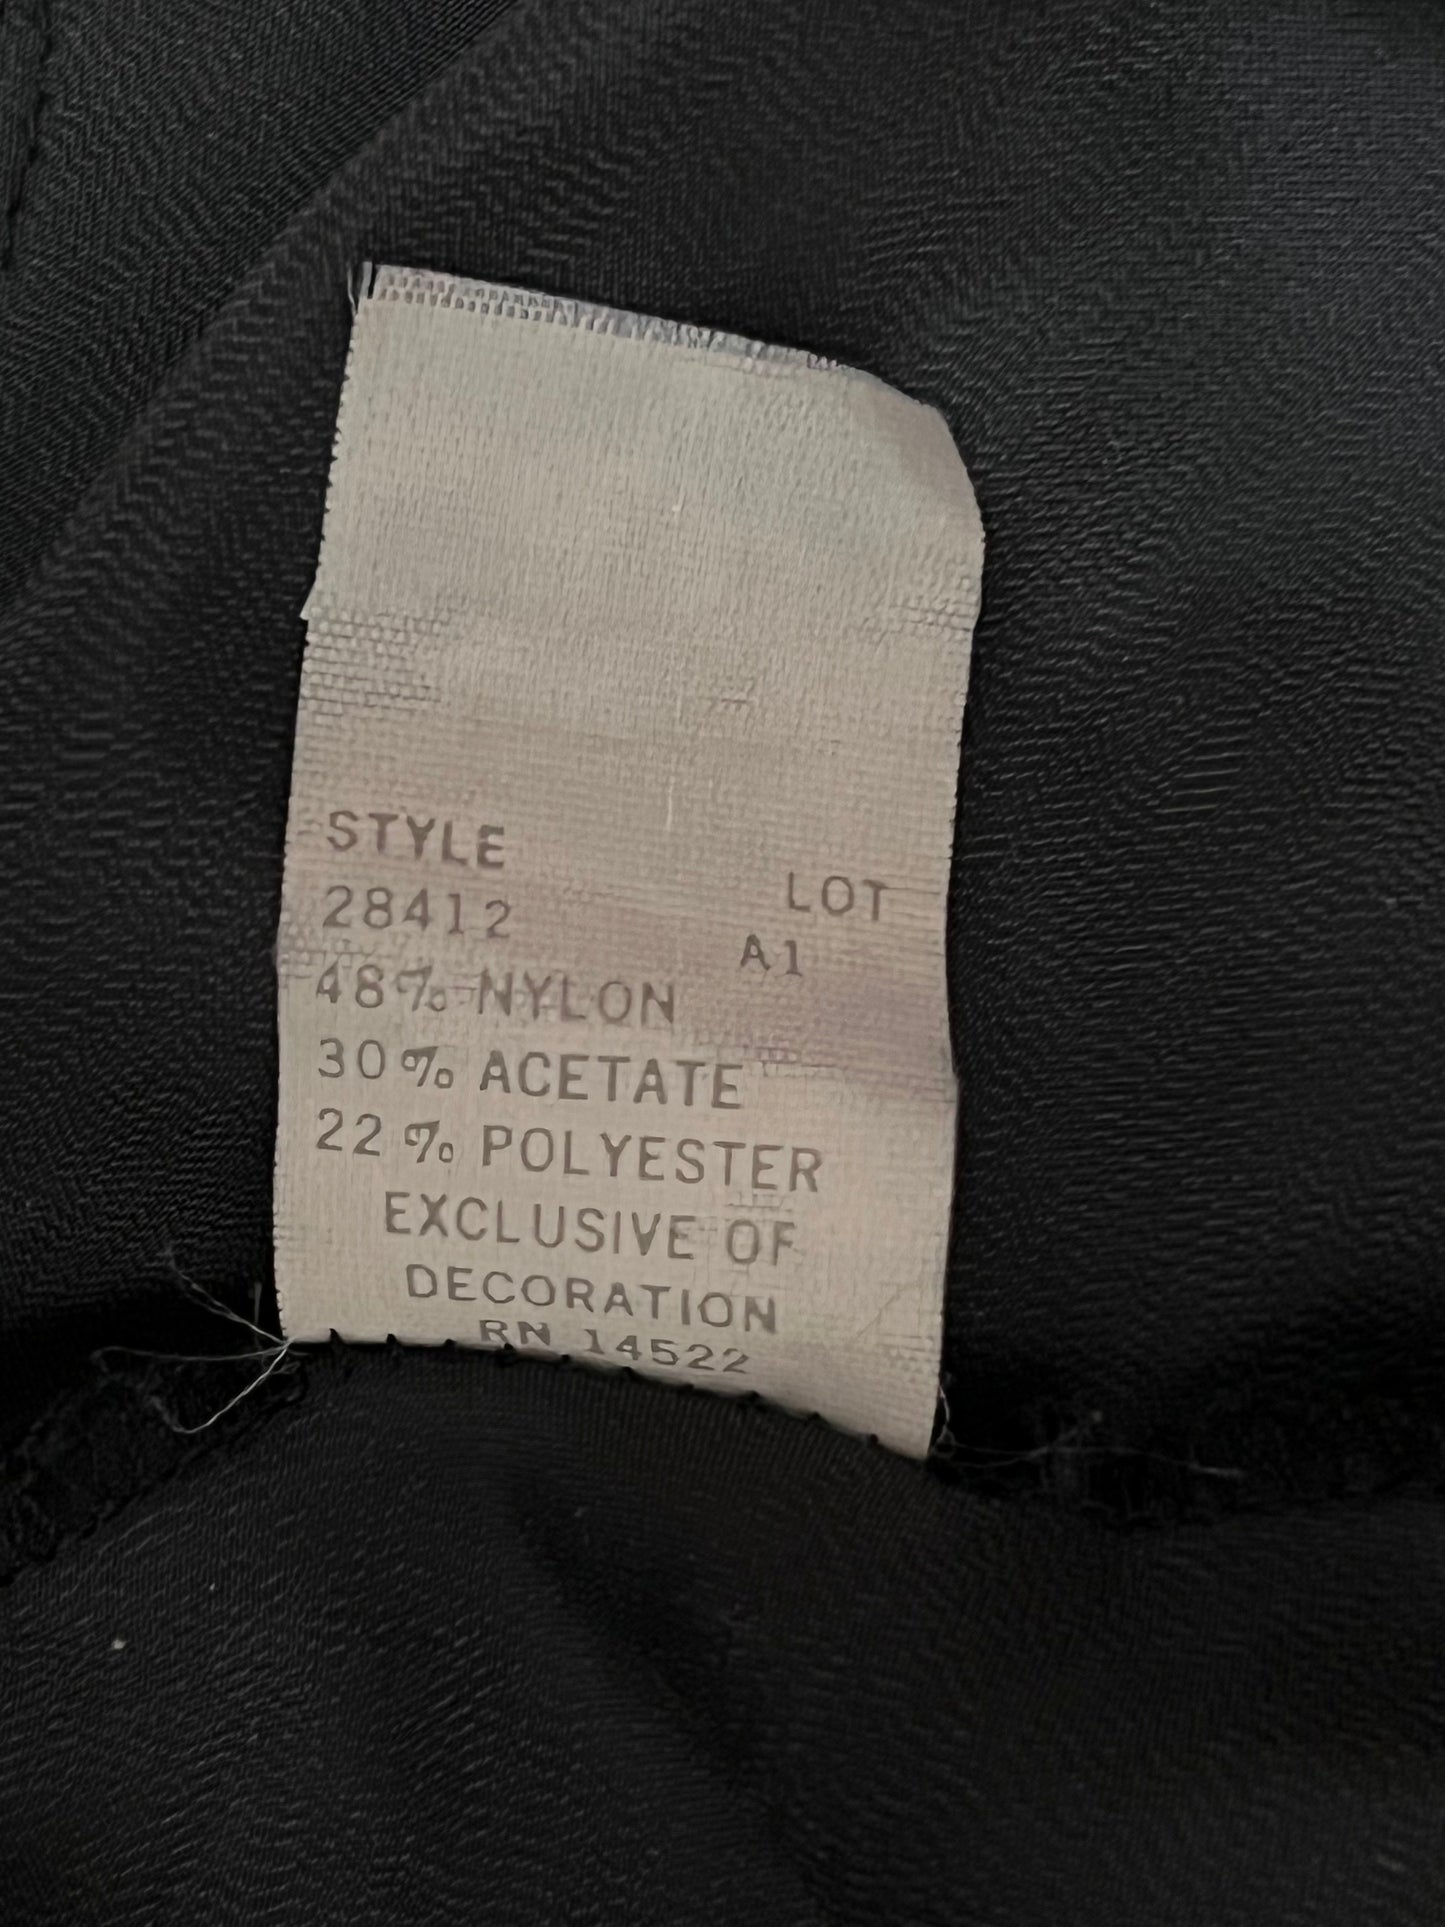 STYLE
28412
LOT
A1
48% NYLON
30% ACETATE
22% POLYESTER
EXCLUSIVE OF
DECORATION
RN 14522